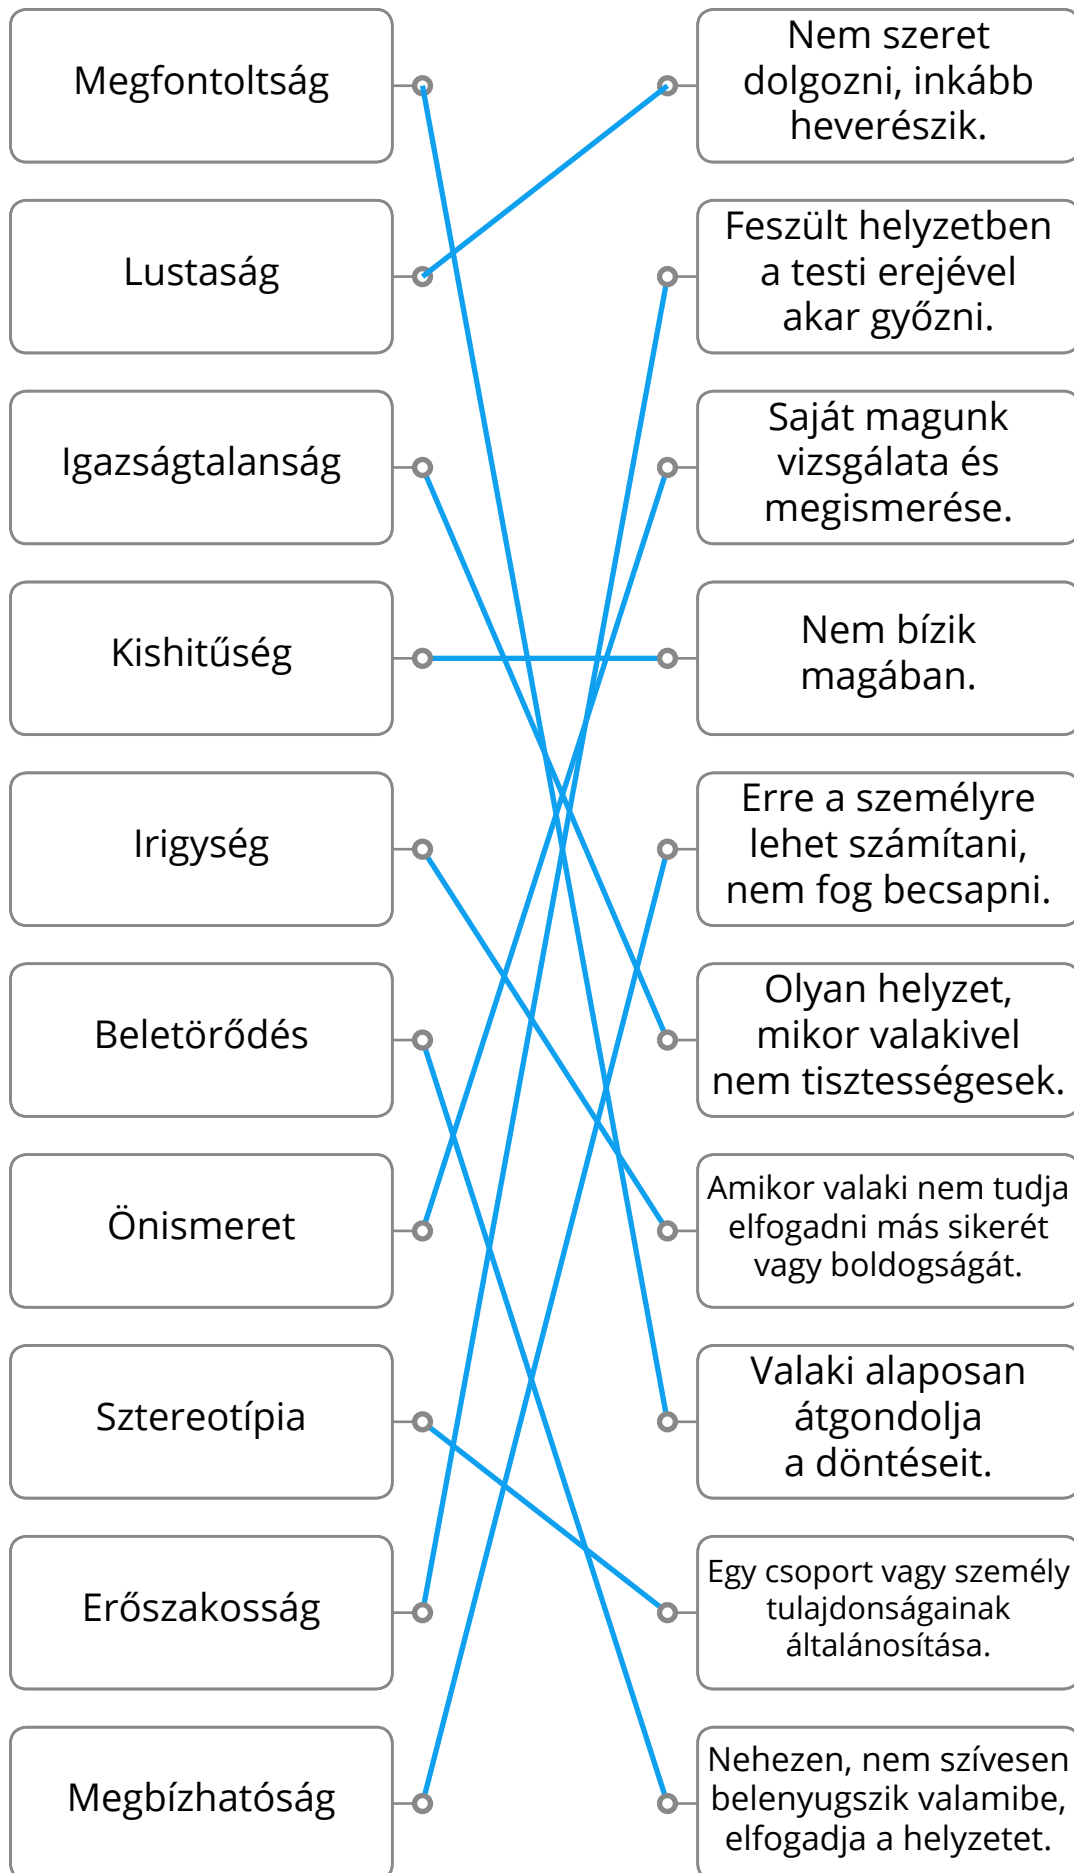 Megfontoltság
Nem szeret
dolgozni, inkább
heverészik.
Lustaság
Feszült helyzetben
a testi erejével
akar győzni.
Igazságtalanság
Saját magunk
vizsgálata és
megismerése.
Kishitűség
Nem bízik
magában.
Irigység
Erre a személyre
lehet számítani,
nem fog becsapni.
Beletörődés
Olyan helyzet,
mikor valakivel
nem tisztességesek.
Önismeret
Amikor valaki nem tudja
elfogadni más sikerét
vagy boldogságát.
Sztereotípia
Valaki alaposan
átgondolja
a döntéseit.
Erőszakosság
Egy csoport vagy személy
tulajdonságainak
általánosítása.
Megbízhatóság
Nehezen, nem szívesen
belenyugszik valamibe,
elfogadja a helyzetet.